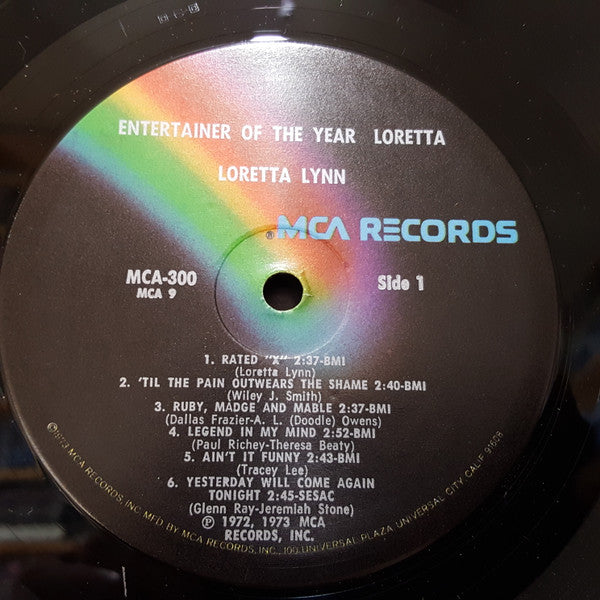 ENTERTAINER OF THE YEAR LORETTA
LORETTA LYNN
® MCA RECORDS
MCA-300
MCA 9
Side 1
1. RATED "X" 2:37-BMI
(Loretta Lynn)
2. 'TIL THE PAIN OUTWEARS THE SHAME 2:40-BMI
(Wiley J. Smith)
3. RUBY, MADGE AND MABLE 2:37-BMI
(Dallas Frazier-A. L. (Doodle) Owens)
4. LEGEND IN MY MIND 2:52-BMI
(Paul Richey-Theresa Beaty)
5. AIN'T IT FUNNY 2:43-BMI
(Tracey Lee)
6. YESTERDAY WILL COME AGAIN
TONIGHT 2:45-SESAC
(Glenn Ray-Jeremiah Stone)
℗ 1972, 1973 MCA
RECORDS, INC.
©1973 MCA RECORDS, INC. MFD. BY MCA RECORDS, INC., 100 UNIVERSAL PLAZA UNIVERSAL CITY CALIF. 91608